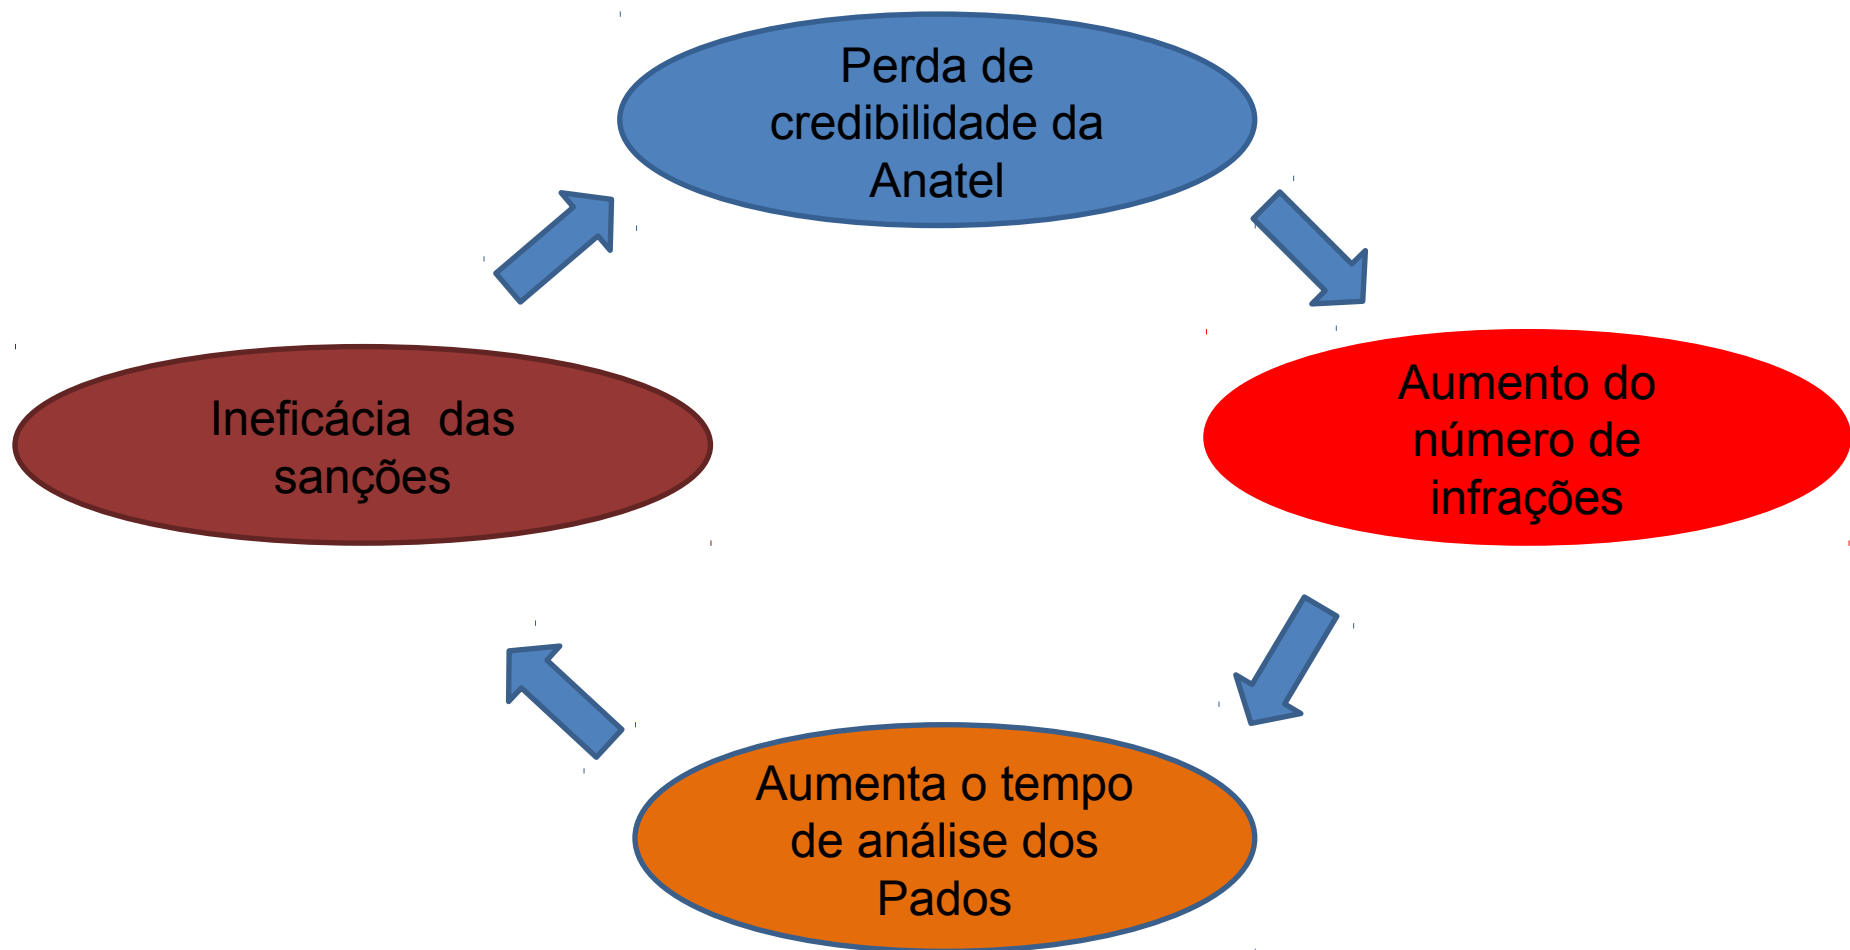 Perda de
credibilidade da
Anatel
Ineficácia  das
sanções
Aumento do
número de
infrações
Aumenta o tempo
de análise dos
Pados